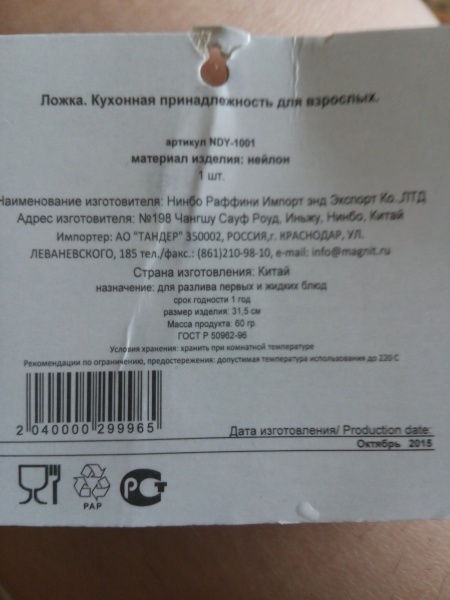 Ложка. Кухонная принадлежность для взрослых.
артикул NDY-1001
материал изделия: нейлон
1 шт.
Наименование изготовителя: Нинбо Раффини Импорт энд Экспорт Ко.,ЛТД
Адрес изготовителя: №198 Чангшу Сауф Роуд, Иньжу, Нинбо, Китай
Импортер: АО "ТАНДЕР" 350002, РОССИЯ,г. КРАСНОДАР, УЛ.
ЛЕВАНЕВСКОГО, 185 тел./факс.: (861)210-98-10, e-mail: info@magnit.ru
Страна изготовления: Китай
назначение: для разлива первых и жидких блюд
срок годности 1 год
размер изделия: 31,5 см
Масса продукта: 60 гр.
ГОСТ Р 50962-96
Условия хранения: хранить при комнатной температуре
Рекомендации по ограничению, предостережения: допустимая температура использования до 220 С
2 040000 299965
Дата изготовления/ Production date:
Октябрь 2015
PAP
РСТ